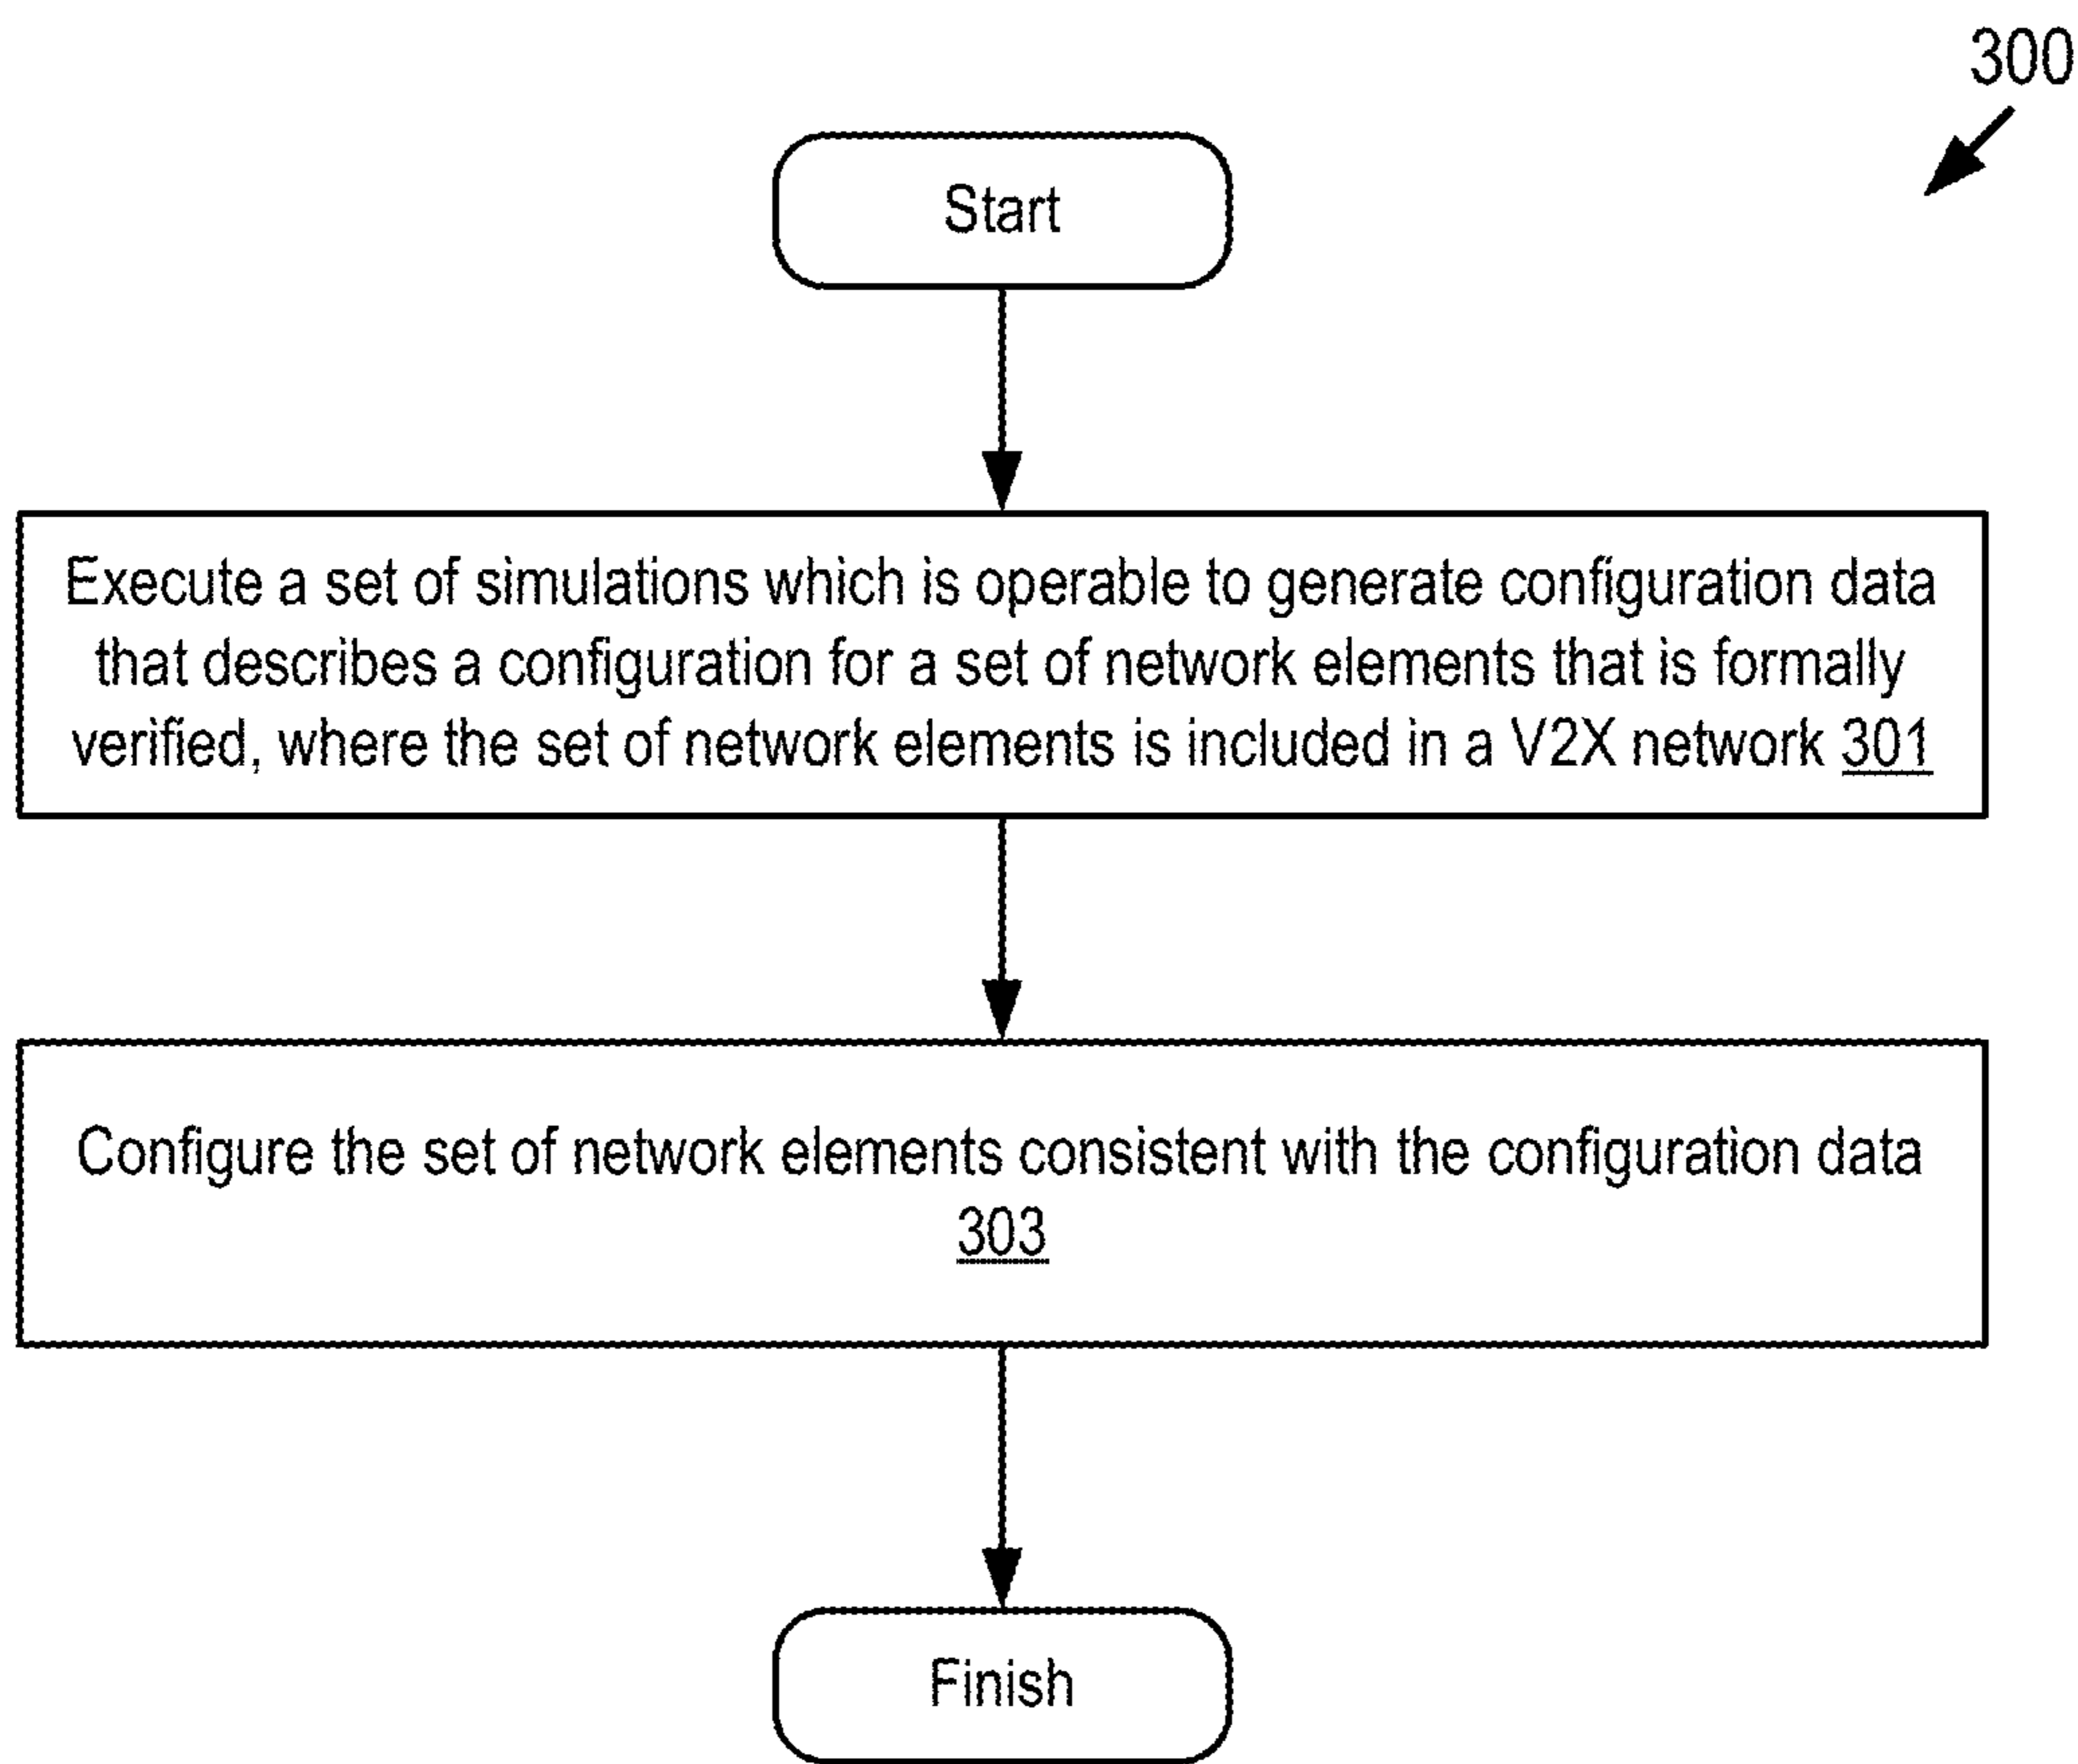 300
Start
Execute a set of simulations which is operable to generate configuration data
that describes a configuration for a set of network elements that is formally
verified, where the set of network elements is included in a V2X network 301
Configure the set of network elements consistent with the configuration data
303
Finish